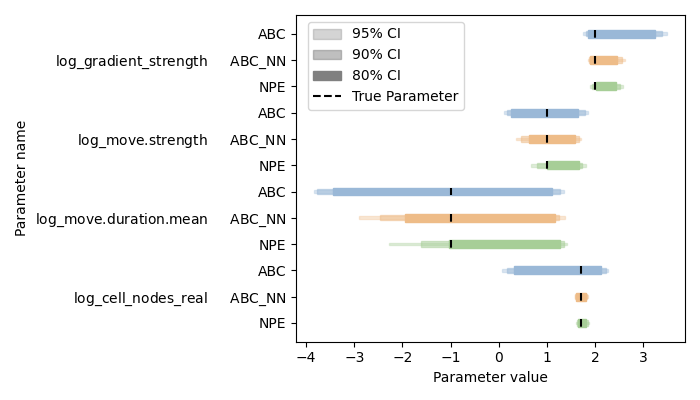 95% CI
90% CI
80% CI
True Parameter
Parameter name
log_gradient_strength
ABC
ABC_NN
NPE
log_move.strength
ABC
ABC_NN
NPE
log_move.duration.mean
ABC
ABC_NN
NPE
log_cell_nodes_real
ABC
ABC_NN
NPE
−4 −3 −2 −1 0 1 2 3
Parameter value